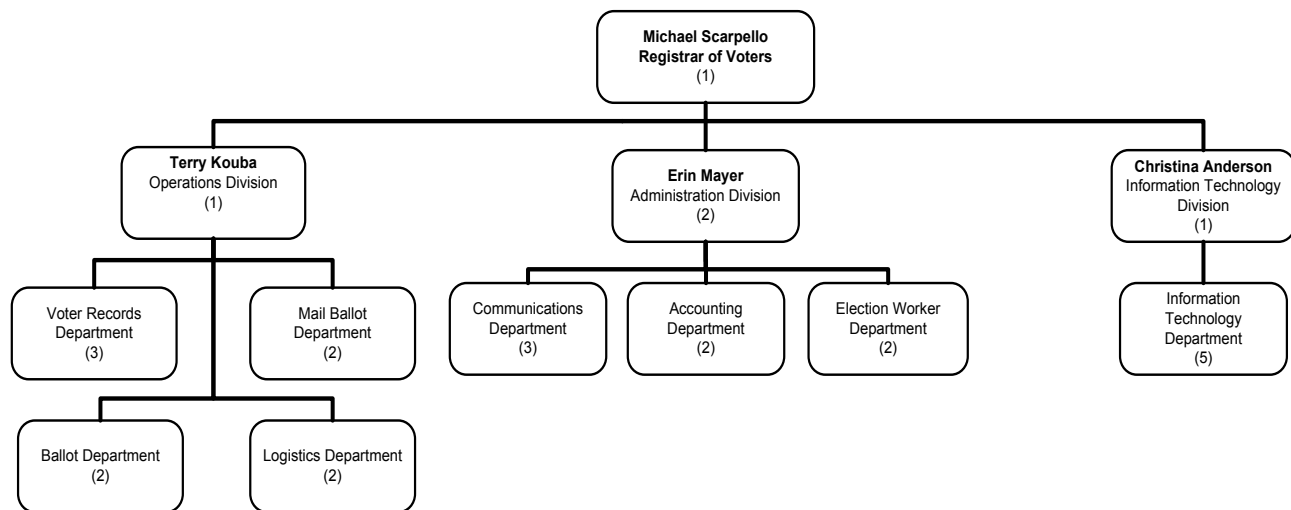 Michael Scarpello
Registrar of Voters
(1)
Terry Kouba
Operations Division
(1)
Erin Mayer
Administration Division
(2)
Christina Anderson
Information Technology
Division
(1)
Voter Records
Department
(3)
Mail Ballot
Department
(2)
Communications
Department
(3)
Accounting
Department
(2)
Election Worker
Department
(2)
Information
Technology
Department
(5)
Ballot Department
(2)
Logistics Department
(2)